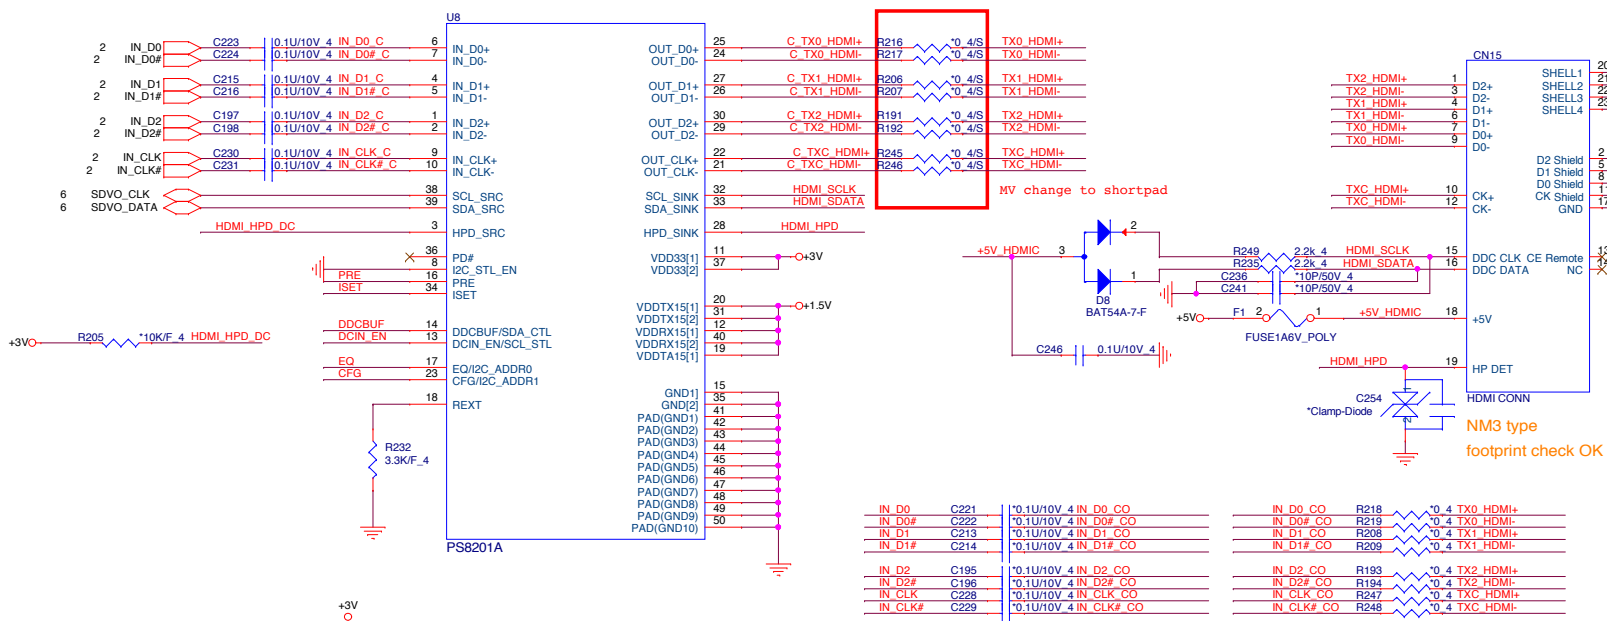 U8
2 IN_D0 C223 0.1U/10V_4 IN_D0_C 6 IN_D0+
2 IN_D0# C224 0.1U/10V_4 IN_D0#_C 7 IN_D0-
2 IN_D1 C215 0.1U/10V_4 IN_D1_C 4 IN_D1+
2 IN_D1# C216 0.1U/10V_4 IN_D1#_C 5 IN_D1-
2 IN_D2 C197 0.1U/10V_4 IN_D2_C 1 IN_D2+
2 IN_D2# C198 0.1U/10V_4 IN_D2#_C 2 IN_D2-
2 IN_CLK C230 0.1U/10V_4 IN_CLK_C 9 IN_CLK+
2 IN_CLK# C231 0.1U/10V_4 IN_CLK#_C 10 IN_CLK-
6 SDVO_CLK 38 SCL_SRC
6 SDVO_DATA 39 SDA_SRC
HDMI_HPD_DC 3 HPD_SRC
36 PD#
8 I2C_STL_EN
PRE 16 PRE
ISET 34 ISET
DDCBUF 14 DDCBUF/SDA_CTL
DCIN_EN 13 DCIN_EN/SCL_STL
+3V R205 *10K/F_4 HDMI_HPD_DC
EQ 17 EQ/I2C_ADDR0
CFG 23 CFG/I2C_ADDR1
18 REXT
R232
3.3K/F_4
PS8201A
+3V
OUT_D0+ 25 C_TX0_HDMI+ R216 *0_4/S TX0_HDMI+
OUT_D0- 24 C_TX0_HDMI- R217 *0_4/S TX0_HDMI-
OUT_D1+ 27 C_TX1_HDMI+ R206 *0_4/S TX1_HDMI+
OUT_D1- 26 C_TX1_HDMI- R207 *0_4/S TX1_HDMI-
OUT_D2+ 30 C_TX2_HDMI+ R191 *0_4/S TX2_HDMI+
OUT_D2- 29 C_TX2_HDMI- R192 *0_4/S TX2_HDMI-
OUT_CLK+ 22 C_TXC_HDMI+ R245 *0_4/S TXC_HDMI+
OUT_CLK- 21 C_TXC_HDMI- R246 *0_4/S TXC_HDMI-
MV change to shortpad
SCL_SINK 32 HDMI_SCLK
SDA_SINK 33 HDMI_SDATA
HPD_SINK 28 HDMI_HPD
VDD33[1] 11 +3V
VDD33[2] 37
VDDTX15[1] 20 +1.5V
VDDTX15[2] 31
VDDRX15[1] 12
VDDRX15[2] 40
VDDTA15[1] 19
GND1] 15
GND[2] 35
PAD(GND1) 41
PAD(GND2) 42
PAD(GND3) 43
PAD(GND4) 44
PAD(GND5) 45
PAD(GND6) 46
PAD(GND7) 47
PAD(GND8) 48
PAD(GND9) 49
PAD(GND10) 50
CN15
TX2_HDMI+ 1 D2+
TX2_HDMI- 3 D2-
TX1_HDMI+ 4 D1+
TX1_HDMI- 6 D1-
TX0_HDMI+ 7 D0+
TX0_HDMI- 9 D0-
TXC_HDMI+ 10 CK+
TXC_HDMI- 12 CK-
SHELL1 20
SHELL2 21
SHELL3 22
SHELL4 23
D2 Shield 2
D1 Shield 5
D0 Shield 8
CK Shield 11
GND 17
+5V_HDMIC 3 2 1
D8
BAT54A-7-F
R249 2.2k_4 HDMI_SCLK 15 DDC CLK CE Remote 13
R235 2.2k_4 HDMI_SDATA 16 DDC DATA NC 14
C236 *10P/50V_4
C241 *10P/50V_4
+5V F1 2 1 +5V_HDMIC 18 +5V
FUSE1A6V_POLY
C246 0.1U/10V_4
HDMI_HPD 19 HP DET
C254 1
*Clamp-Diode 2
HDMI CONN
NM3 type
footprint check OK
IN_D0 C221 *0.1U/10V_4 IN_D0_CO
IN_D0# C222 *0.1U/10V_4 IN_D0#_CO
IN_D1 C213 *0.1U/10V_4 IN_D1_CO
IN_D1# C214 *0.1U/10V_4 IN_D1#_CO
IN_D2 C195 *0.1U/10V_4 IN_D2_CO
IN_D2# C196 *0.1U/10V_4 IN_D2#_CO
IN_CLK C228 *0.1U/10V_4 IN_CLK_CO
IN_CLK# C229 *0.1U/10V_4 IN_CLK#_CO
IN_D0_CO R218 *0_4 TX0_HDMI+
IN_D0#_CO R219 *0_4 TX0_HDMI-
IN_D1_CO R208 *0_4 TX1_HDMI+
IN_D1#_CO R209 *0_4 TX1_HDMI-
IN_D2_CO R193 *0_4 TX2_HDMI+
IN_D2#_CO R194 *0_4 TX2_HDMI-
IN_CLK_CO R247 *0_4 TXC_HDMI+
IN_CLK#_CO R248 *0_4 TXC_HDMI-